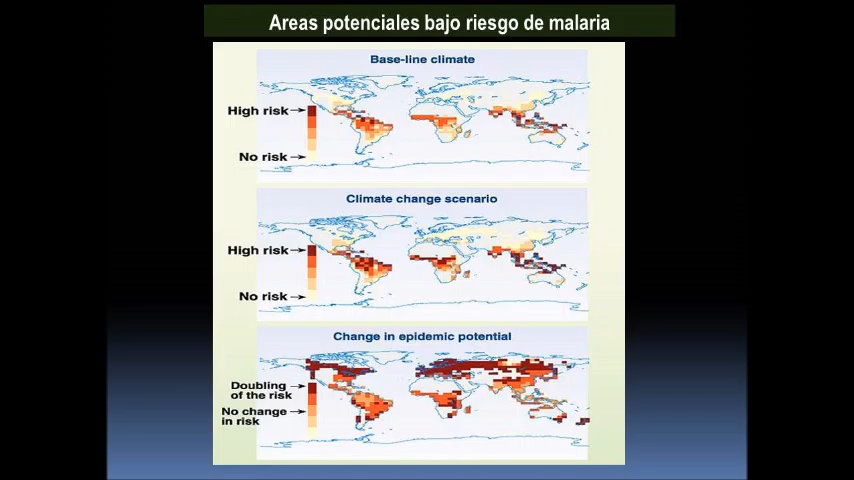 Areas potenciales bajo riesgo de malaria
Base-line climate
High risk
No risk
Climate change scenario
High risk
No risk
Change in epidemic potential
Doubling
of the risk
No change
in risk